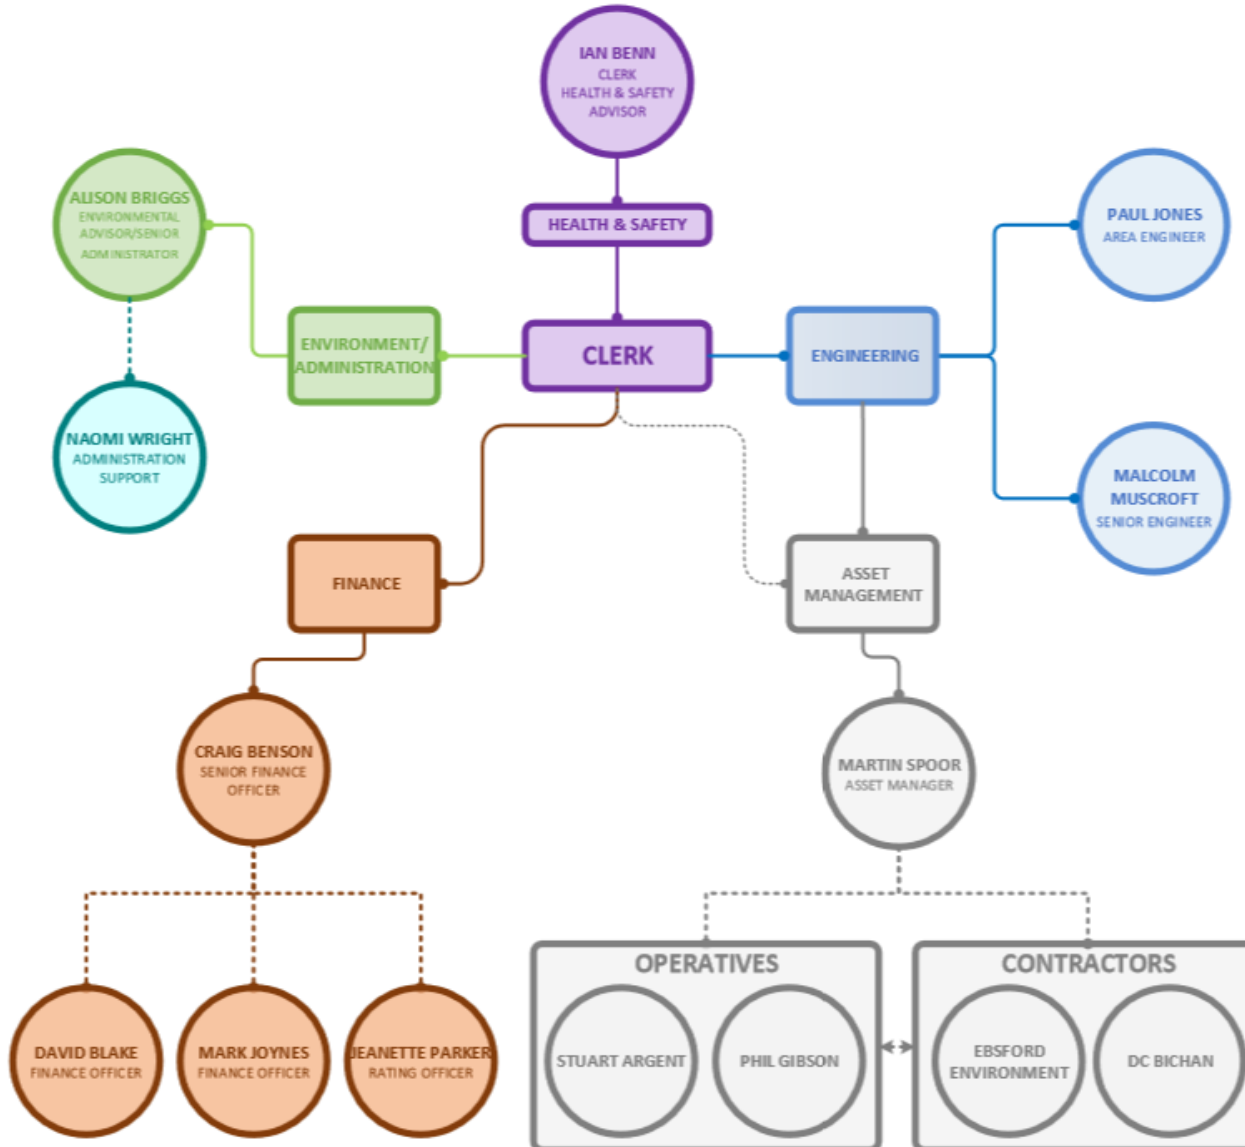 IAN BENN
CLERK
HEALTH & SAFETY
ADVISOR
HEALTH & SAFETY
CLERK
ALISON BRIGGS
ENVIRONMENTAL
ADVISOR/SENIOR
ADMINISTRATOR
NAOMI WRIGHT
ADMINISTRATION
SUPPORT
ENVIRONMENT/
ADMINISTRATION
ENGINEERING
PAUL JONES
AREA ENGINEER
MALCOLM
MUSCROFT
SENIOR ENGINEER
FINANCE
ASSET
MANAGEMENT
CRAIG BENSON
SENIOR FINANCE
OFFICER
MARTIN SPOOR
ASSET MANAGER
DAVID BLAKE
FINANCE OFFICER
MARK JOYNES
FINANCE OFFICER
JEANETTE PARKER
RATING OFFICER
OPERATIVES
STUART ARGENT
PHIL GIBSON
CONTRACTORS
EBSFORD
ENVIRONMENT
DC BICHAN